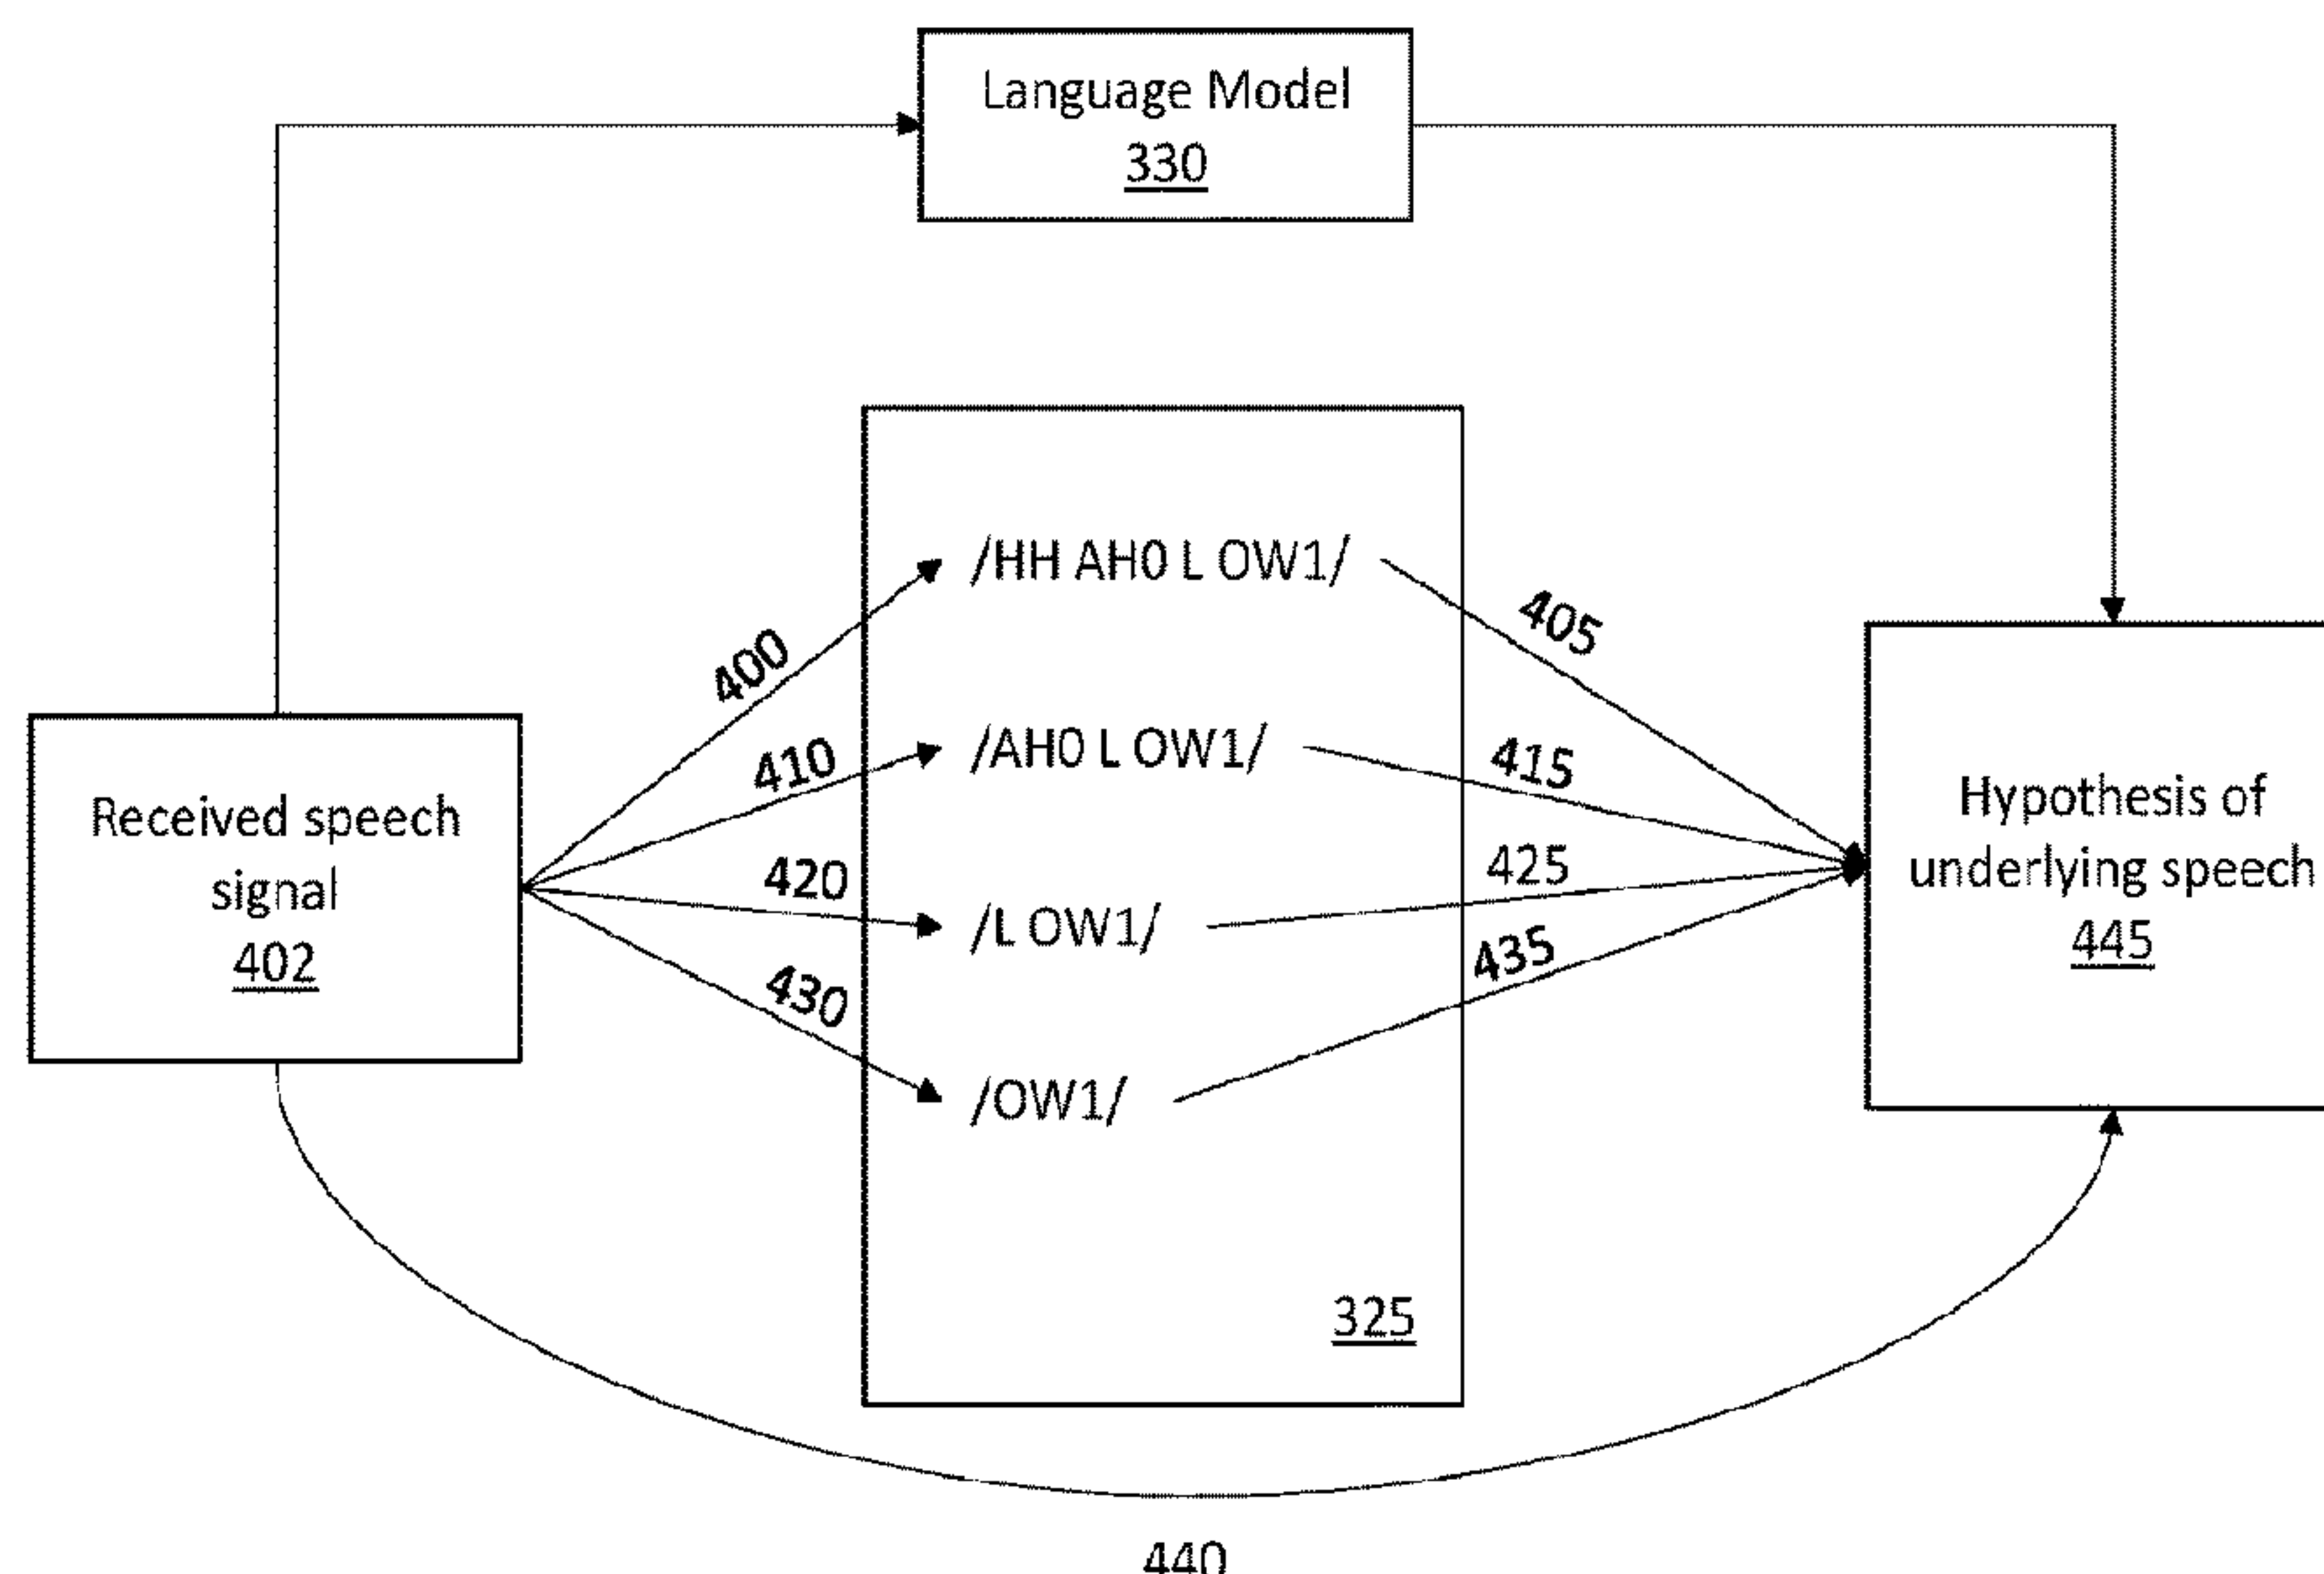 Language Model
330
/HH AH0 L OW1/
405
400
/AH0 L OW1/
410
415
Received speech
signal
402
Hypothesis of
underlying speech
445
420
425
/L OW1/
430
435
/OW1/
325
440